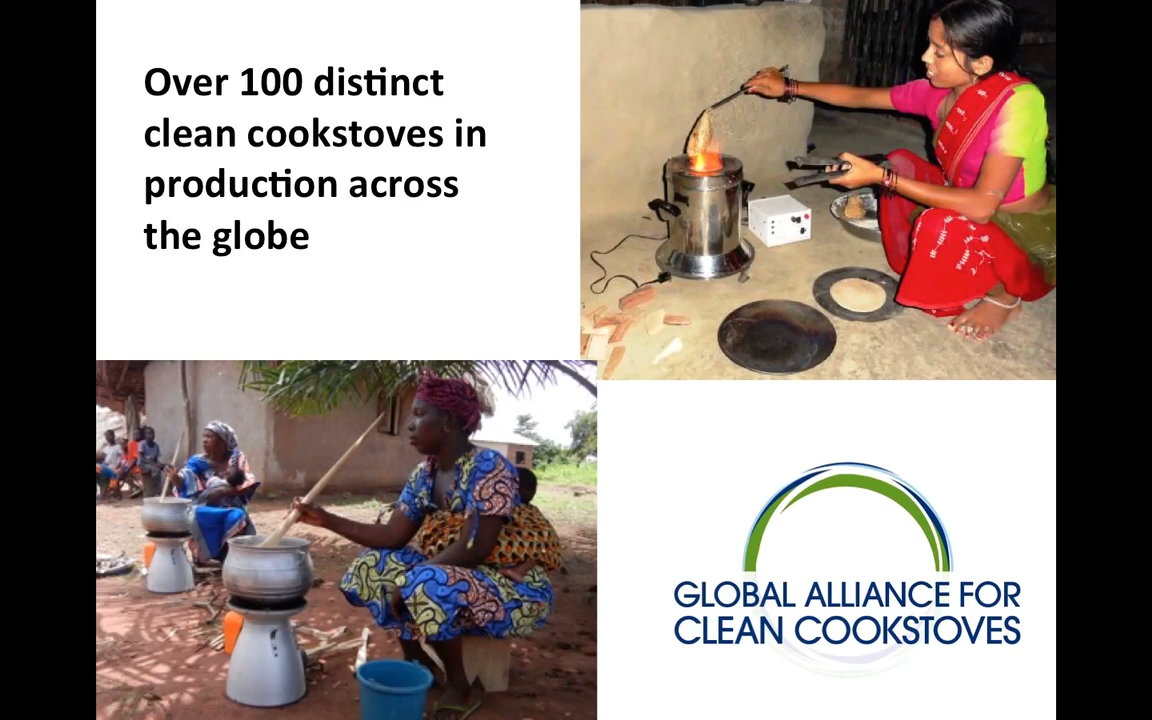 Over 100 distinct
clean cookstoves in
production across
the globe
GLOBAL ALLIANCE FOR
CLEAN COOKSTOVES